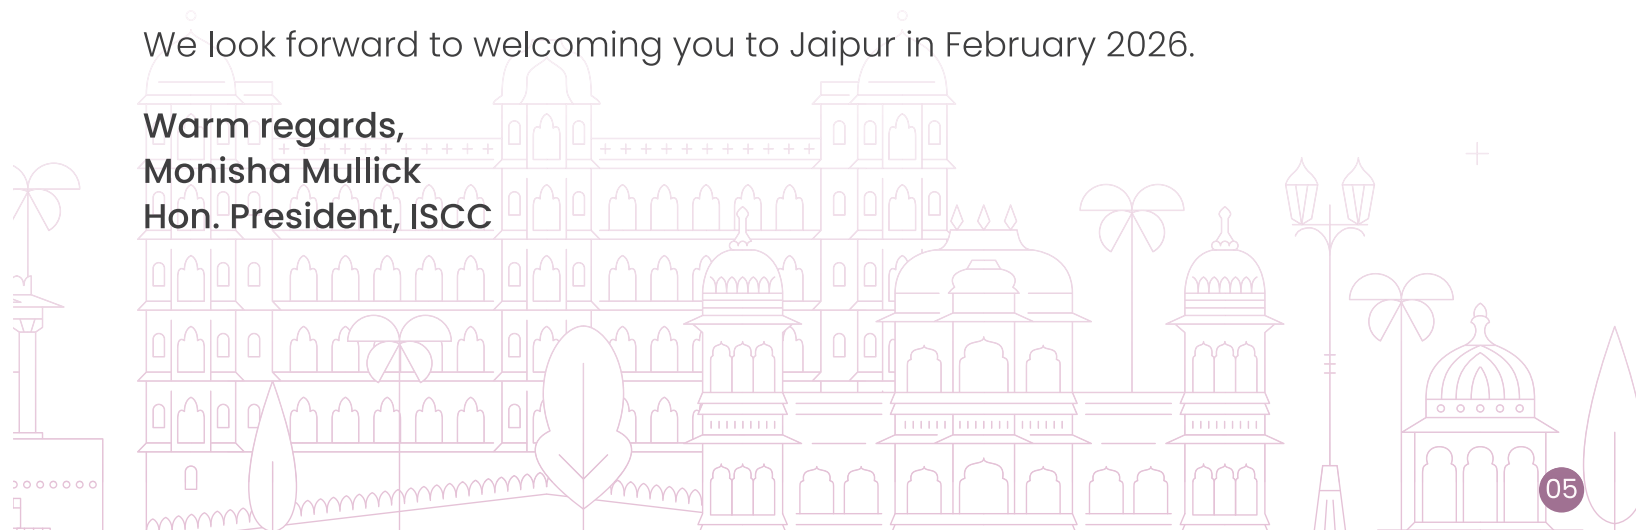 We look forward to welcoming you to Jaipur in February 2026.
Warm regards,
Monisha Mullick
Hon. President, ISCC
05